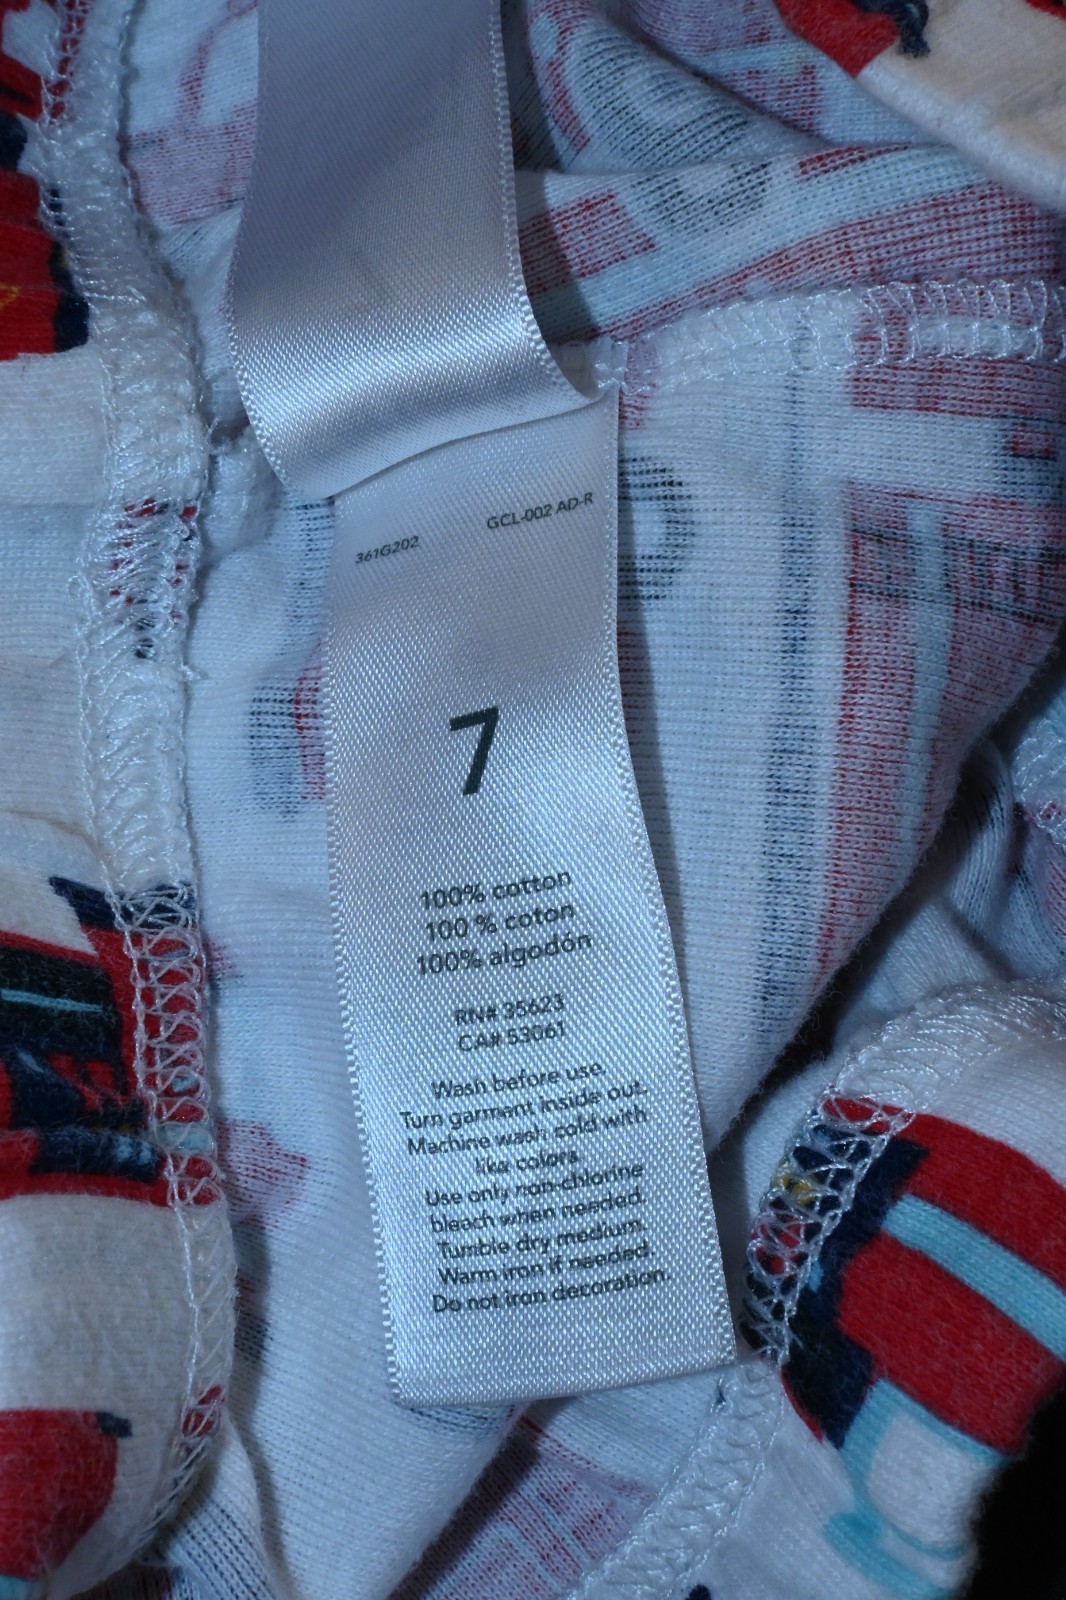 361G202 GCL-002 AD-R
7
100% cotton
100 % coton
100% algodón
RN# 35623
CA# 53061
Wash before use.
Turn garment inside out.
Machine wash cold with
like colors.
Use only non-chlorine
bleach when needed.
Tumble dry medium.
Warm iron if needed.
Do not iron decoration.